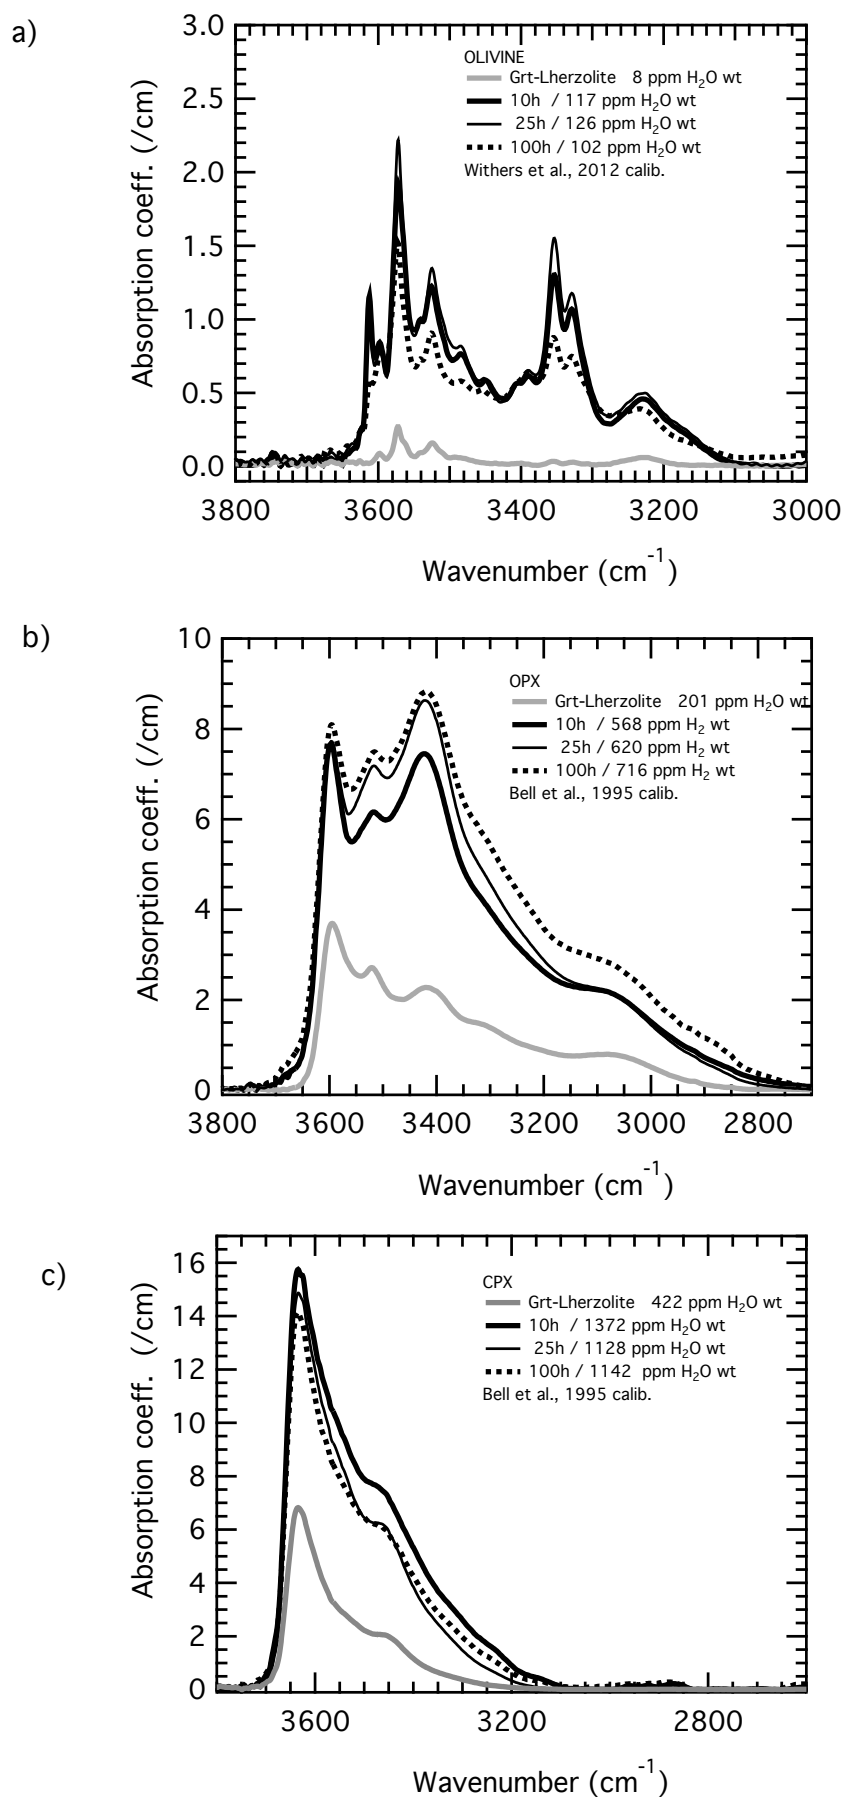 a)
3.0
2.5
2.0
1.5
1.0
0.5
0.0
Absorption coeff. (/cm)
OLIVINE
Grt-Lherzolite 8 ppm H2O wt
10h / 117 ppm H2O wt
25h / 126 ppm H2O wt
100h / 102 ppm H2O wt
Withers et al., 2012 calib.
3800 3600 3400 3200 3000
Wavenumber (cm-1)
b)
10
8
6
4
2
0
Absorption coeff. (/cm)
OPX
Grt-Lherzolite 201 ppm H2O wt
10h / 568 ppm H2 wt
25h / 620 ppm H2 wt
100h / 716 ppm H2 wt
Bell et al., 1995 calib.
3800 3600 3400 3200 3000 2800
Wavenumber (cm-1)
c)
16
14
12
10
8
6
4
2
0
Absorption coeff. (/cm)
CPX
Grt-Lherzolite 422 ppm H2O wt
10h / 1372 ppm H2O wt
25h / 1128 ppm H2O wt
100h / 1142 ppm H2O wt
Bell et al., 1995 calib.
3600 3200 2800
Wavenumber (cm-1)